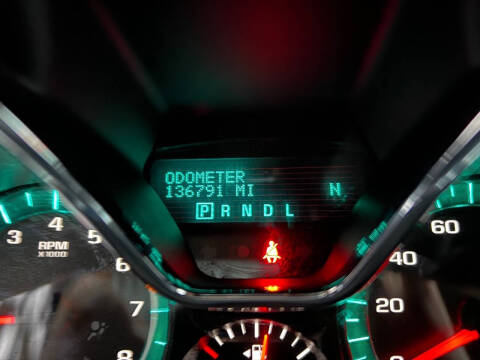 ODOMETER
136791 MI N
P R N D L
3 4 5 6 7 8
RPM
X1000
60
40
20